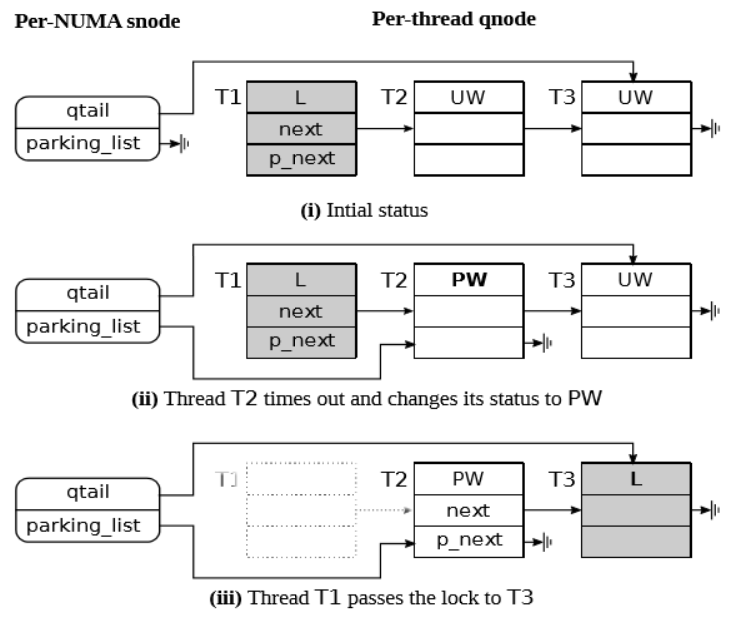 Per-NUMA snode Per-thread qnode
qtail T1 L T2 UW T3 UW
parking_list next
p_next
(i) Intial status
qtail T1 L T2 PW T3 UW
parking_list next
p_next
(ii) Thread T2 times out and changes its status to PW
qtail T1 T2 PW T3 L
parking_list next
p_next
(iii) Thread T1 passes the lock to T3